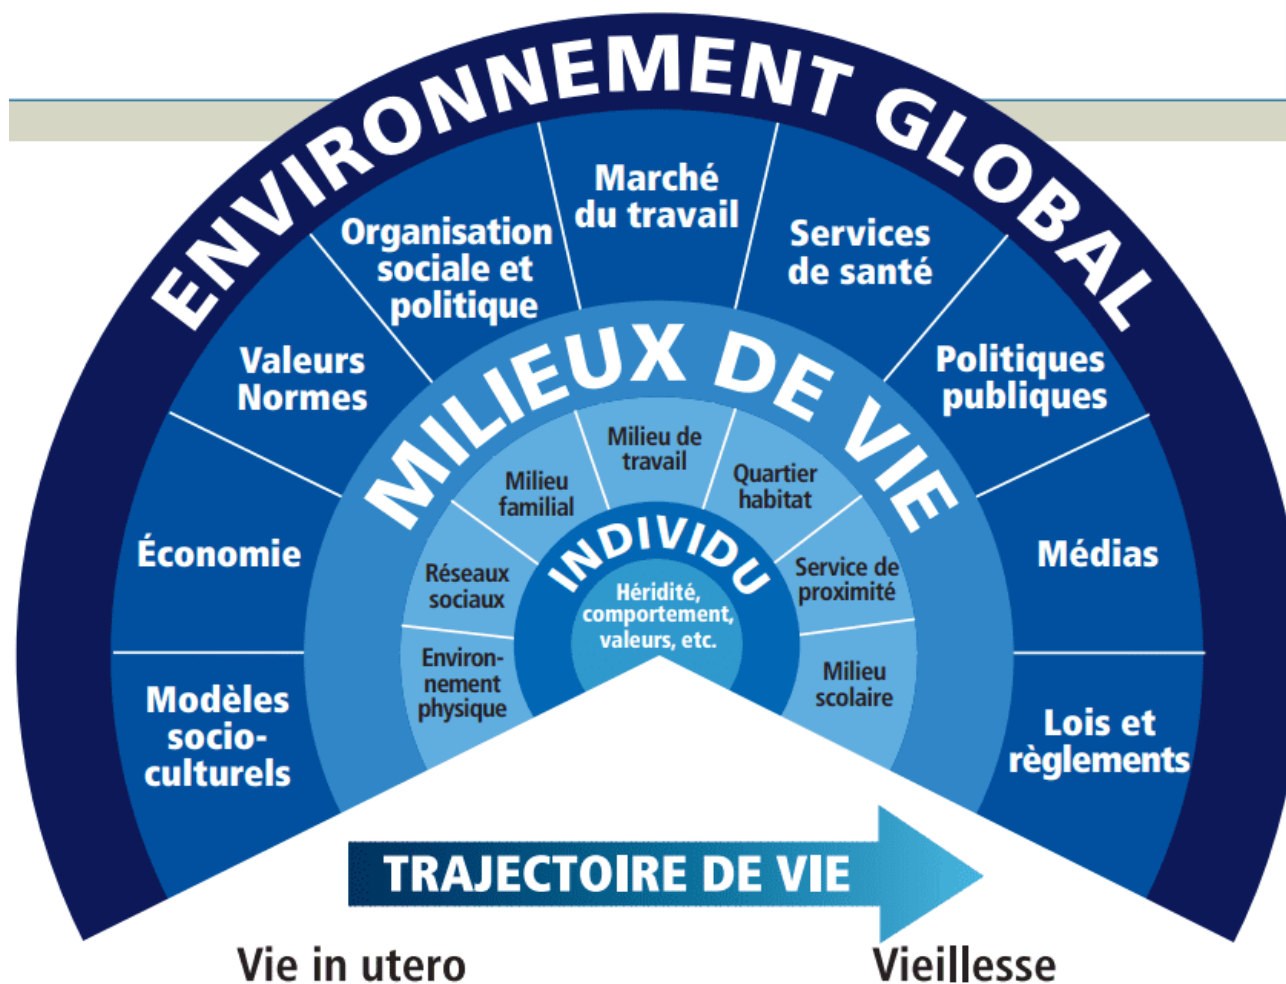 ENVIRONNEMENT GLOBAL
Modèles
socio-
culturels
Économie
Valeurs
Normes
Organisation
sociale et
politique
Marché
du travail
Services
de santé
Politiques
publiques
Médias
Lois et
règlements
MILIEUX DE VIE
Environ-
nement
physique
Réseaux
sociaux
Milieu
familial
Milieu de
travail
Quartier
habitat
Service de
proximité
Milieu
scolaire
INDIVIDU
Héridité,
comportement,
valeurs, etc.
TRAJECTOIRE DE VIE
Vie in utero
Vieillesse